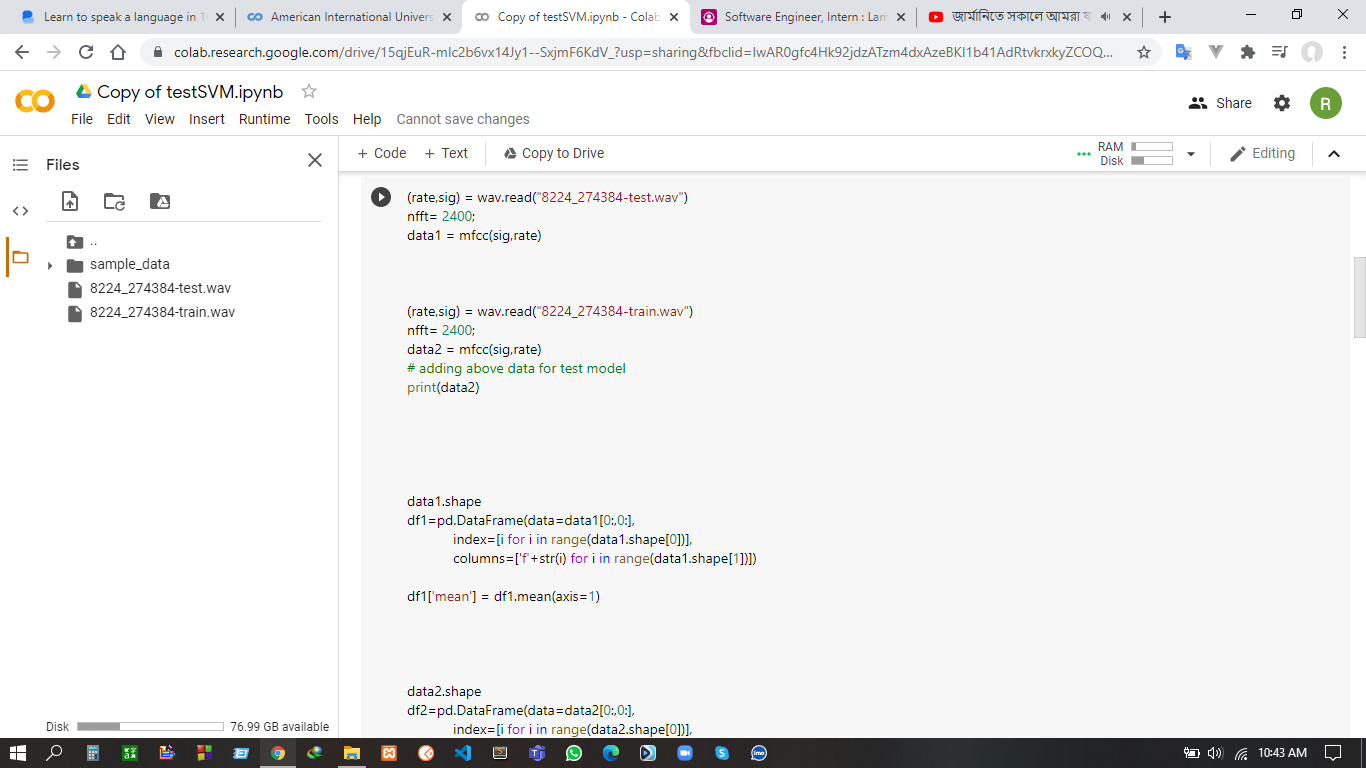 Learn to speak a language in
American International Univers
Copy of testSVM.ipynb - Colab
Software Engineer, Intern : Lam
জার্মানিতে সকালে আমরা
colab.research.google.com/drive/15qjEuR-mIc2b6vx14Jy1--SxjmF6KdV_?usp=sharing&fbclid=IwAR0gfc4Hk92jdzATzm4dxAzeBKI1b41AdRtvkrxkyZCOQ...
Copy of testSVM.ipynb
File Edit View Insert Runtime Tools Help Cannot save changes
Share
R
Files
+ Code + Text Copy to Drive
RAM
Disk
Editing
..
sample_data
8224_274384-test.wav
8224_274384-train.wav
Disk 76.99 GB available
(rate,sig) = wav.read("8224_274384-test.wav")
nfft= 2400;
data1 = mfcc(sig,rate)
(rate,sig) = wav.read("8224_274384-train.wav")
nfft= 2400;
data2 = mfcc(sig,rate)
# adding above data for test model
print(data2)
data1.shape
df1=pd.DataFrame(data=data1[0:,0:],
index=[i for i in range(data1.shape[0])],
columns=['f'+str(i) for i in range(data1.shape[1])])
df1['mean'] = df1.mean(axis=1)
data2.shape
df2=pd.DataFrame(data=data2[0:,0:],
index=[i for i in range(data2.shape[0])],
10:43 AM